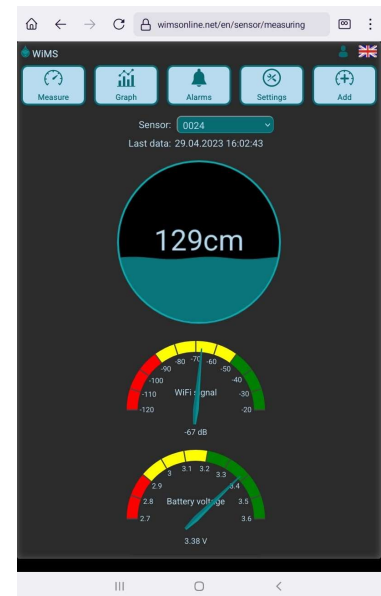 wimsonline.net/en/sensor/measuring
WiMS
Measure Graph Alarms Settings Add
Sensor: 0024
Last data: 29.04.2023 16:02:43
129cm
-120 -110 -100 -90 -80 -70 -60 -50 -40 -30 -20
WiFi signal
-67 dB
2.7 2.8 2.9 3 3.1 3.2 3.3 3.4 3.5 3.6
Battery voltage
3.38 V